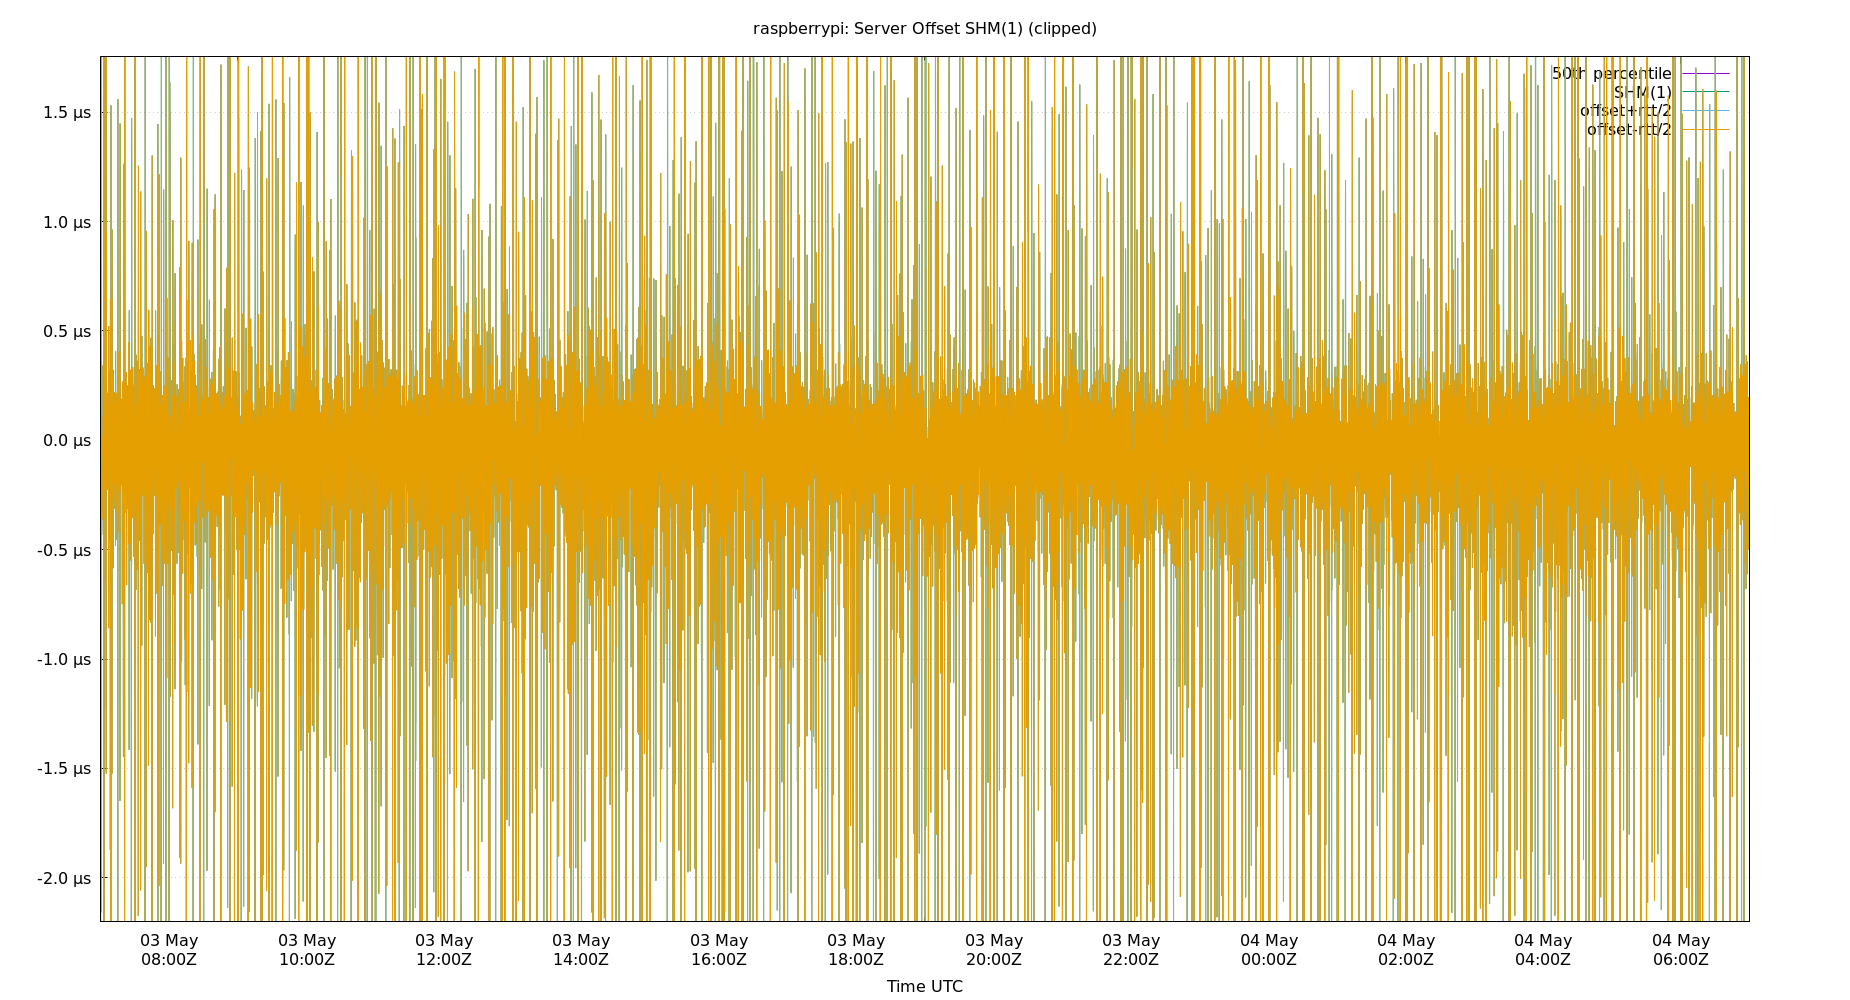 raspberrypi: Server Offset SHM(1) (clipped)
50th percentile
SHM(1)
offset+rtt/2
offset-rtt/2
1.5 µs
1.0 µs
0.5 µs
0.0 µs
-0.5 µs
-1.0 µs
-1.5 µs
-2.0 µs
03 May 03 May 03 May 03 May 03 May 03 May 03 May 03 May 04 May 04 May 04 May 04 May
08:00Z 10:00Z 12:00Z 14:00Z 16:00Z 18:00Z 20:00Z 22:00Z 00:00Z 02:00Z 04:00Z 06:00Z
Time UTC